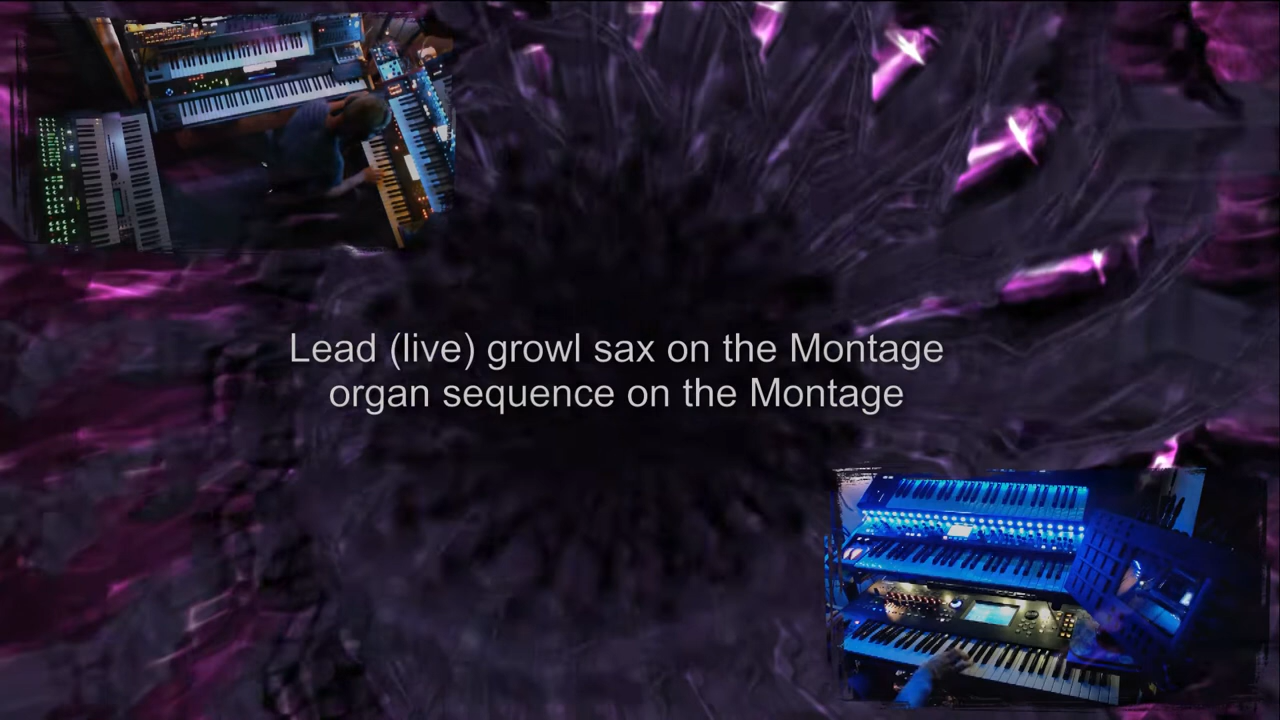 Lead (live) growl sax on the Montage
organ sequence on the Montage